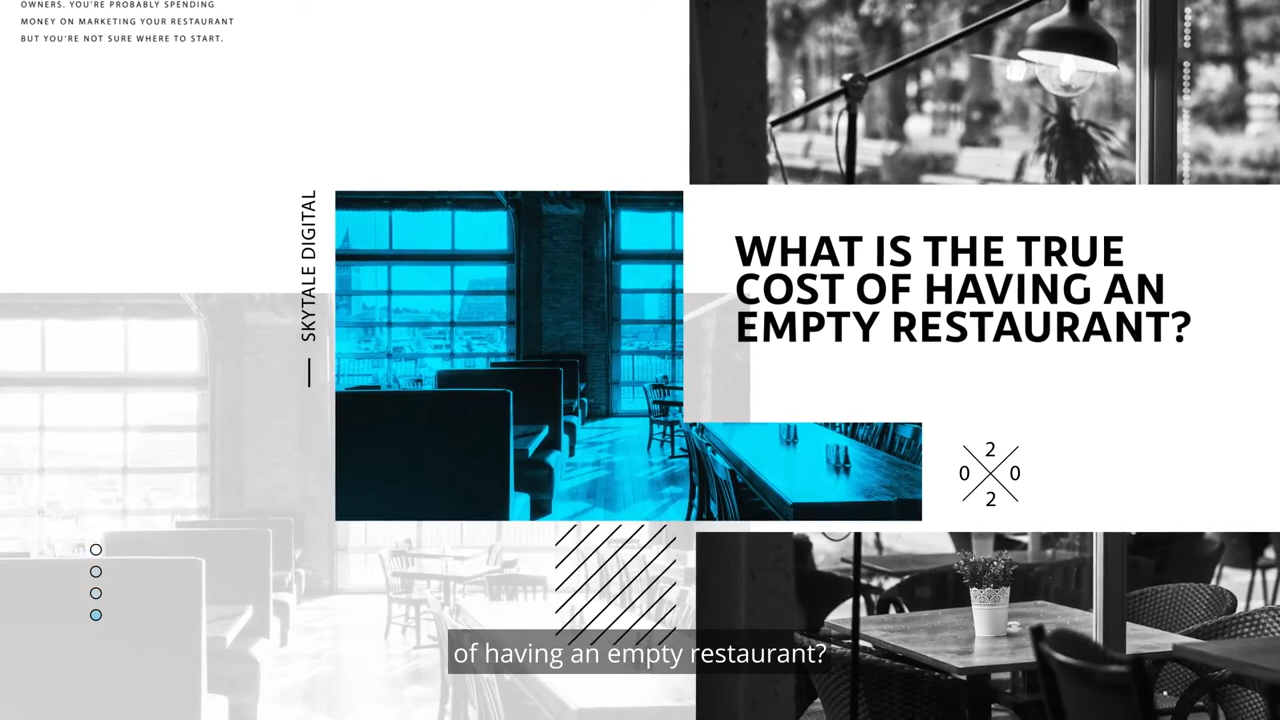 OWNERS. YOU'RE PROBABLY SPENDING
MONEY ON MARKETING YOUR RESTAURANT
BUT YOU'RE NOT SURE WHERE TO START.
SKYTALE DIGITAL
WHAT IS THE TRUE
COST OF HAVING AN
EMPTY RESTAURANT?
2
0 0
2
of having an empty restaurant?